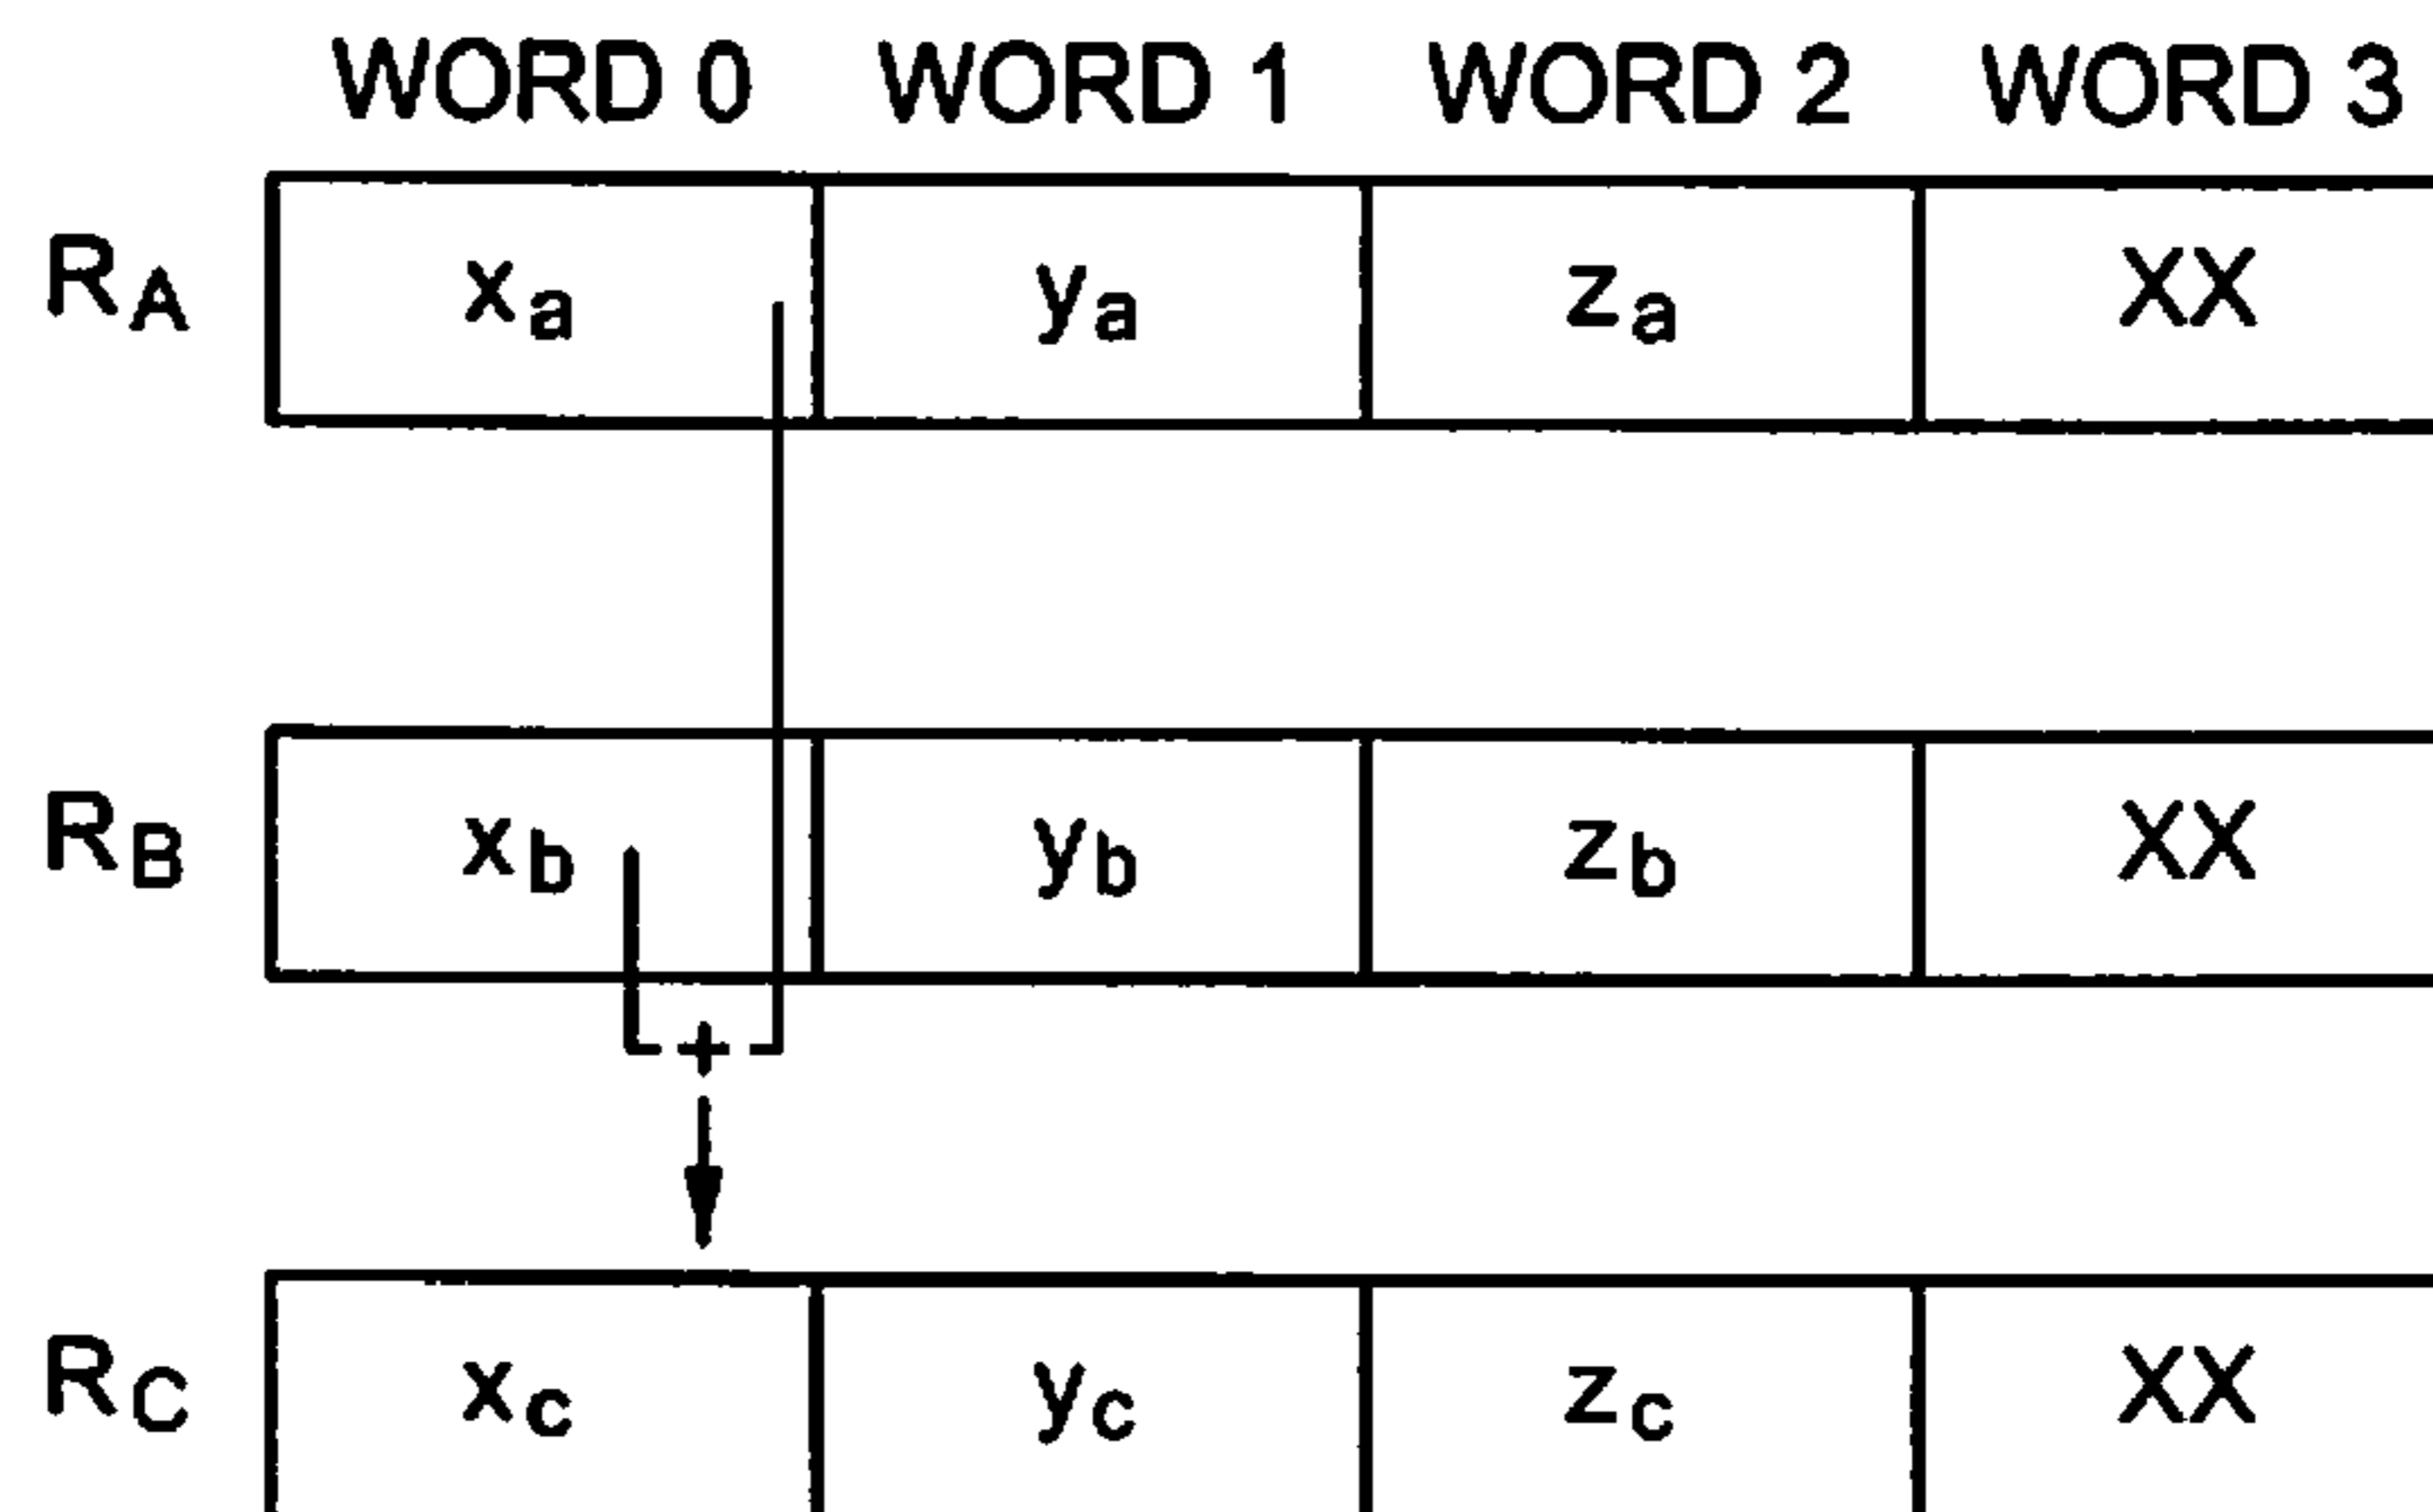 WORD 0 WORD 1 WORD 2 WORD 3
RA xa ya za XX
RB xb yb zb XX
+
RC xc yc zc XX